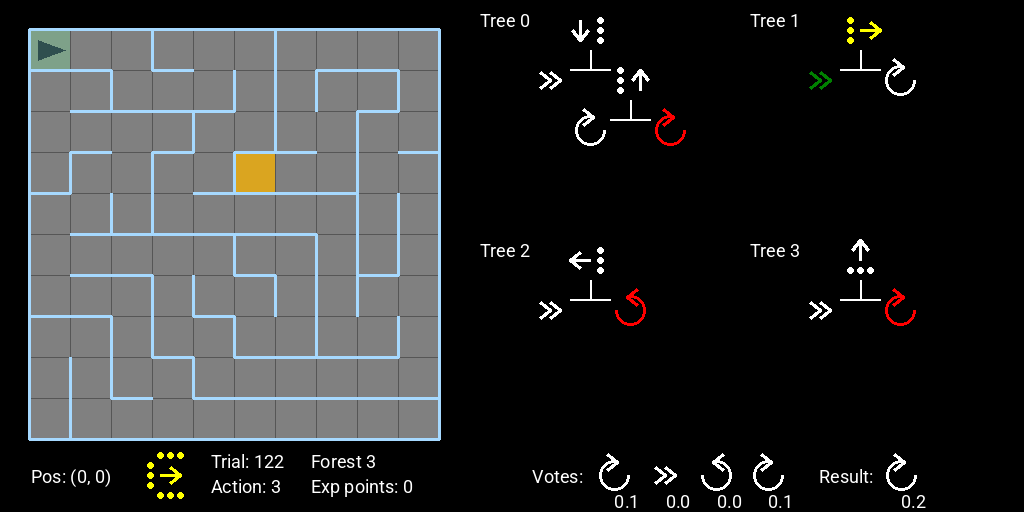 Tree 0
Tree 1
Tree 2
Tree 3
Pos: (0, 0)
Trial: 122
Forest 3
Action: 3
Exp points: 0
Votes:
0.1
0.0
0.0
0.1
Result:
0.2